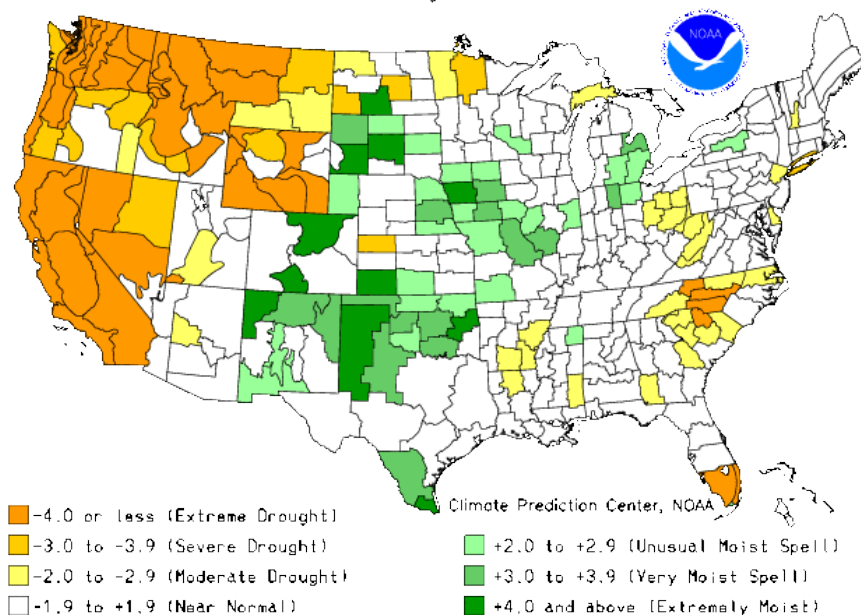 NOAA
Climate Prediction Center, NOAA
-4.0 or less (Extreme Drought)
-3.0 to -3.9 (Severe Drought)
-2.0 to -2.9 (Moderate Drought)
-1.9 to +1.9 (Near Normal)
+2.0 to +2.9 (Unusual Moist Spell)
+3.0 to +3.9 (Very Moist Spell)
+4.0 and above (Extremely Moist)